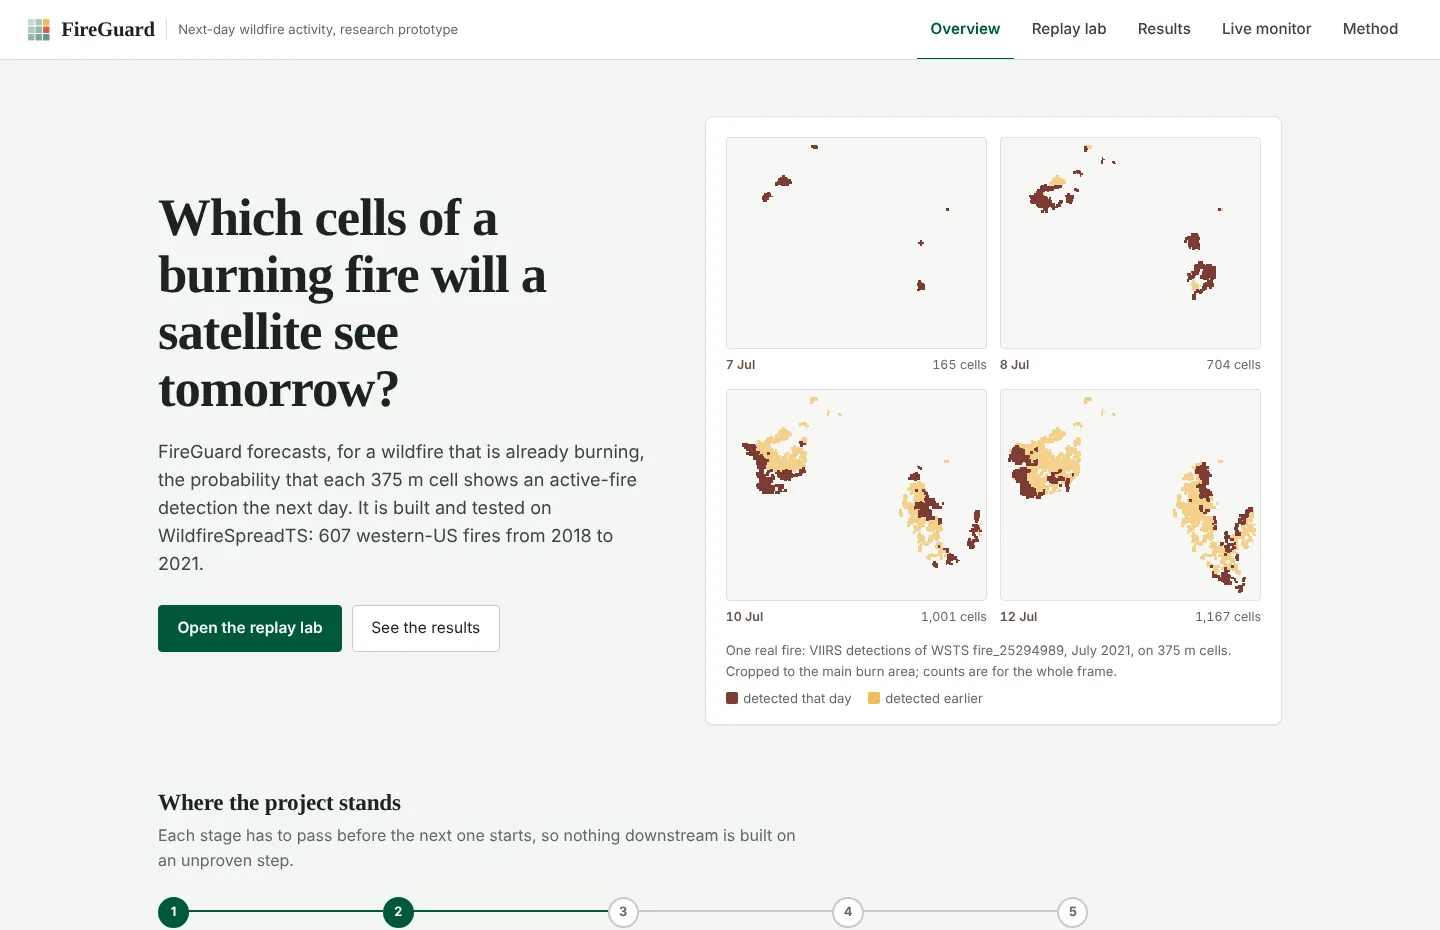 FireGuard
Next-day wildfire activity, research prototype
Overview
Replay lab
Results
Live monitor
Method
Which cells of a
burning fire will a
satellite see
tomorrow?
FireGuard forecasts, for a wildfire that is already burning,
the probability that each 375 m cell shows an active-fire
detection the next day. It is built and tested on
WildfireSpreadTS: 607 western-US fires from 2018 to
2021.
Open the replay lab
See the results
7 Jul
165 cells
8 Jul
704 cells
10 Jul
1,001 cells
12 Jul
1,167 cells
One real fire: VIIRS detections of WSTS fire_25294989, July 2021, on 375 m cells.
Cropped to the main burn area; counts are for the whole frame.
detected that day
detected earlier
Where the project stands
Each stage has to pass before the next one starts, so nothing downstream is built on
an unproven step.
1
2
3
4
5